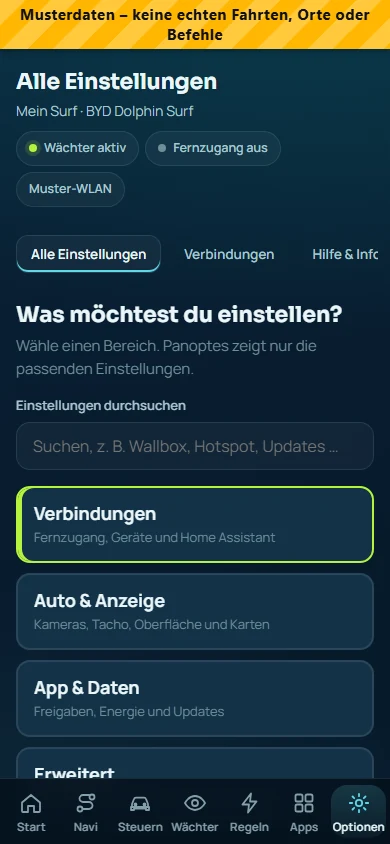 Musterdaten – keine echten Fahrten, Orte oder
Befehle
Alle Einstellungen
Mein Surf · BYD Dolphin Surf
Wächter aktiv
Fernzugang aus
Muster-WLAN
Alle Einstellungen
Verbindungen
Hilfe & Info
Was möchtest du einstellen?
Wähle einen Bereich. Panoptes zeigt nur die
passenden Einstellungen.
Einstellungen durchsuchen
Suchen, z. B. Wallbox, Hotspot, Updates …
Verbindungen
Fernzugang, Geräte und Home Assistant
Auto & Anzeige
Kameras, Tacho, Oberfläche und Karten
App & Daten
Freigaben, Energie und Updates
Erweitert
Start
Navi
Steuern
Wächter
Regeln
Apps
Optionen